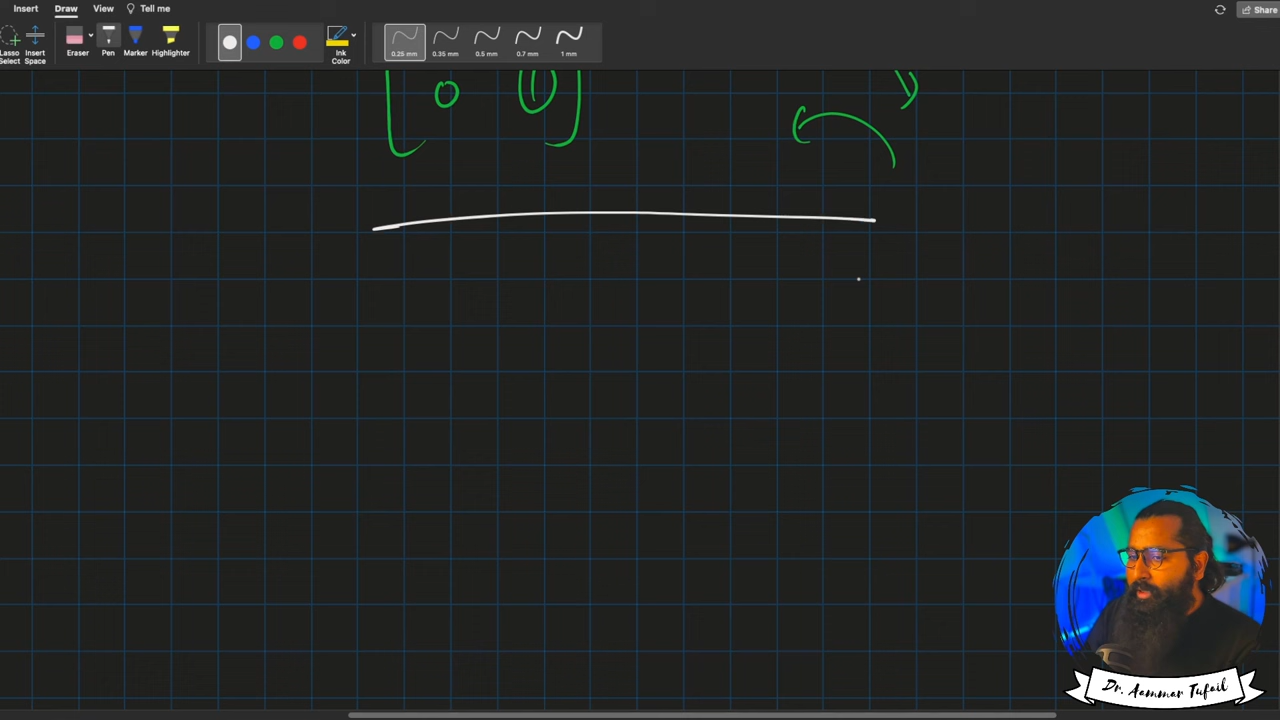 Insert Draw View Tell me Share
Lasso Select
Insert Space
Eraser
Pen
Marker
Highlighter
Ink Color
0.25 mm 0.35 mm 0.5 mm 0.7 mm 1 mm
0 1
Dr. Aammar Tufail